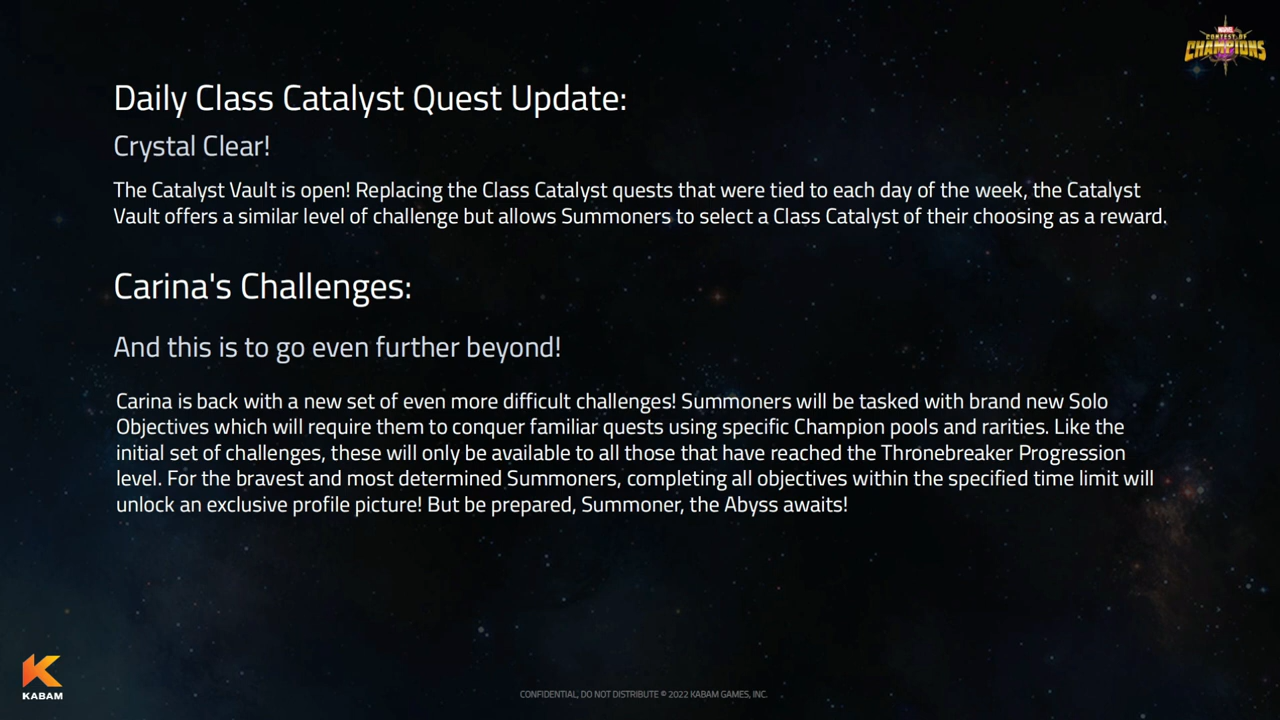 MARVEL
CONTEST OF
CHAMPIONS
Daily Class Catalyst Quest Update:
Crystal Clear!
The Catalyst Vault is open! Replacing the Class Catalyst quests that were tied to each day of the week, the Catalyst
Vault offers a similar level of challenge but allows Summoners to select a Class Catalyst of their choosing as a reward.
Carina's Challenges:
And this is to go even further beyond!
Carina is back with a new set of even more difficult challenges! Summoners will be tasked with brand new Solo
Objectives which will require them to conquer familiar quests using specific Champion pools and rarities. Like the
initial set of challenges, these will only be available to all those that have reached the Thronebreaker Progression
level. For the bravest and most determined Summoners, completing all objectives within the specified time limit will
unlock an exclusive profile picture! But be prepared, Summoner, the Abyss awaits!
KABAM
CONFIDENTIAL, DO NOT DISTRIBUTE © 2022 KABAM GAMES, INC.